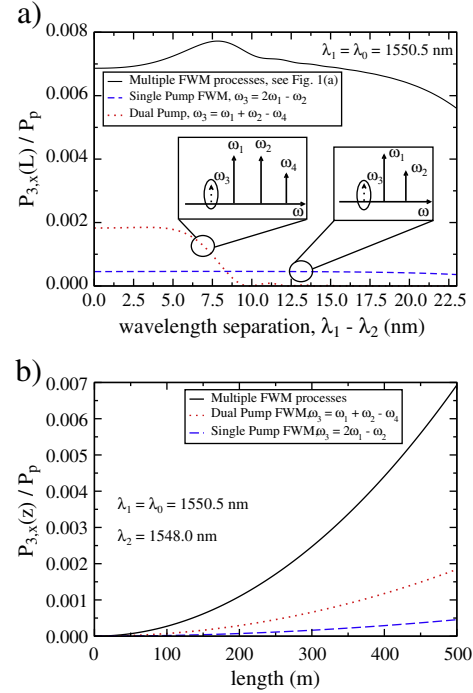 a)
0.008
0.006
0.004
0.002
0.000
P3,x(L) / Pp
λ1 = λ0 = 1550.5 nm
Multiple FWM processes, see Fig. 1(a)
Single Pump FWM, ω3 = 2ω1 - ω2
Dual Pump, ω3 = ω1 + ω2 - ω4
ω1 ω2
ω3 ω4
ω
ω1
ω3 ω2
ω
0.0 2.5 5.0 7.5 10.0 12.5 15.0 17.5 20.0 22.5
wavelength separation, λ1 - λ2 (nm)
b)
0.007
0.006
0.005
0.004
0.003
0.002
0.001
0.000
P3,x(z) / Pp
Multiple FWM processes
Dual Pump FWM,ω3 = ω1 + ω2 - ω4
Single Pump FWM,ω3 = 2ω1 - ω2
λ1 = λ0 = 1550.5 nm
λ2 = 1548.0 nm
0 100 200 300 400 500
length (m)